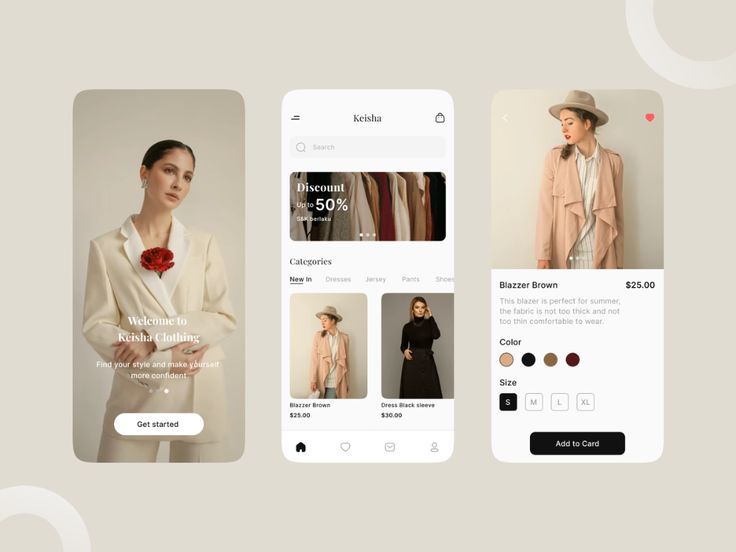 Welcome to
Keisha Clothing
Find your style and make yourself
more confident.
Get started
Keisha
Search
Discount
Up to 50%
S&K berlaku
Categories
New In
Dresses
Jersey
Pants
Shoes
Blazzer Brown
$25.00
Dress Black sleeve
$30.00
Blazzer Brown
$25.00
This blazer is perfect for summer,
the fabric is not too thick and not
too thin comfortable to wear.
Color
Size
S
M
L
XL
Add to Card